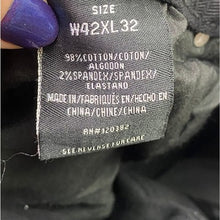 SIZE
W42XL32
98%COTTON/COTON/
ALGODON
2%SPANDEX/SPANDEX/
ELASTANO
MADE IN/FABRIQUÉS EN/HECHO EN
CHINA/CHINE/CHINA
RN#120382
SEE REVERSE FOR CARE